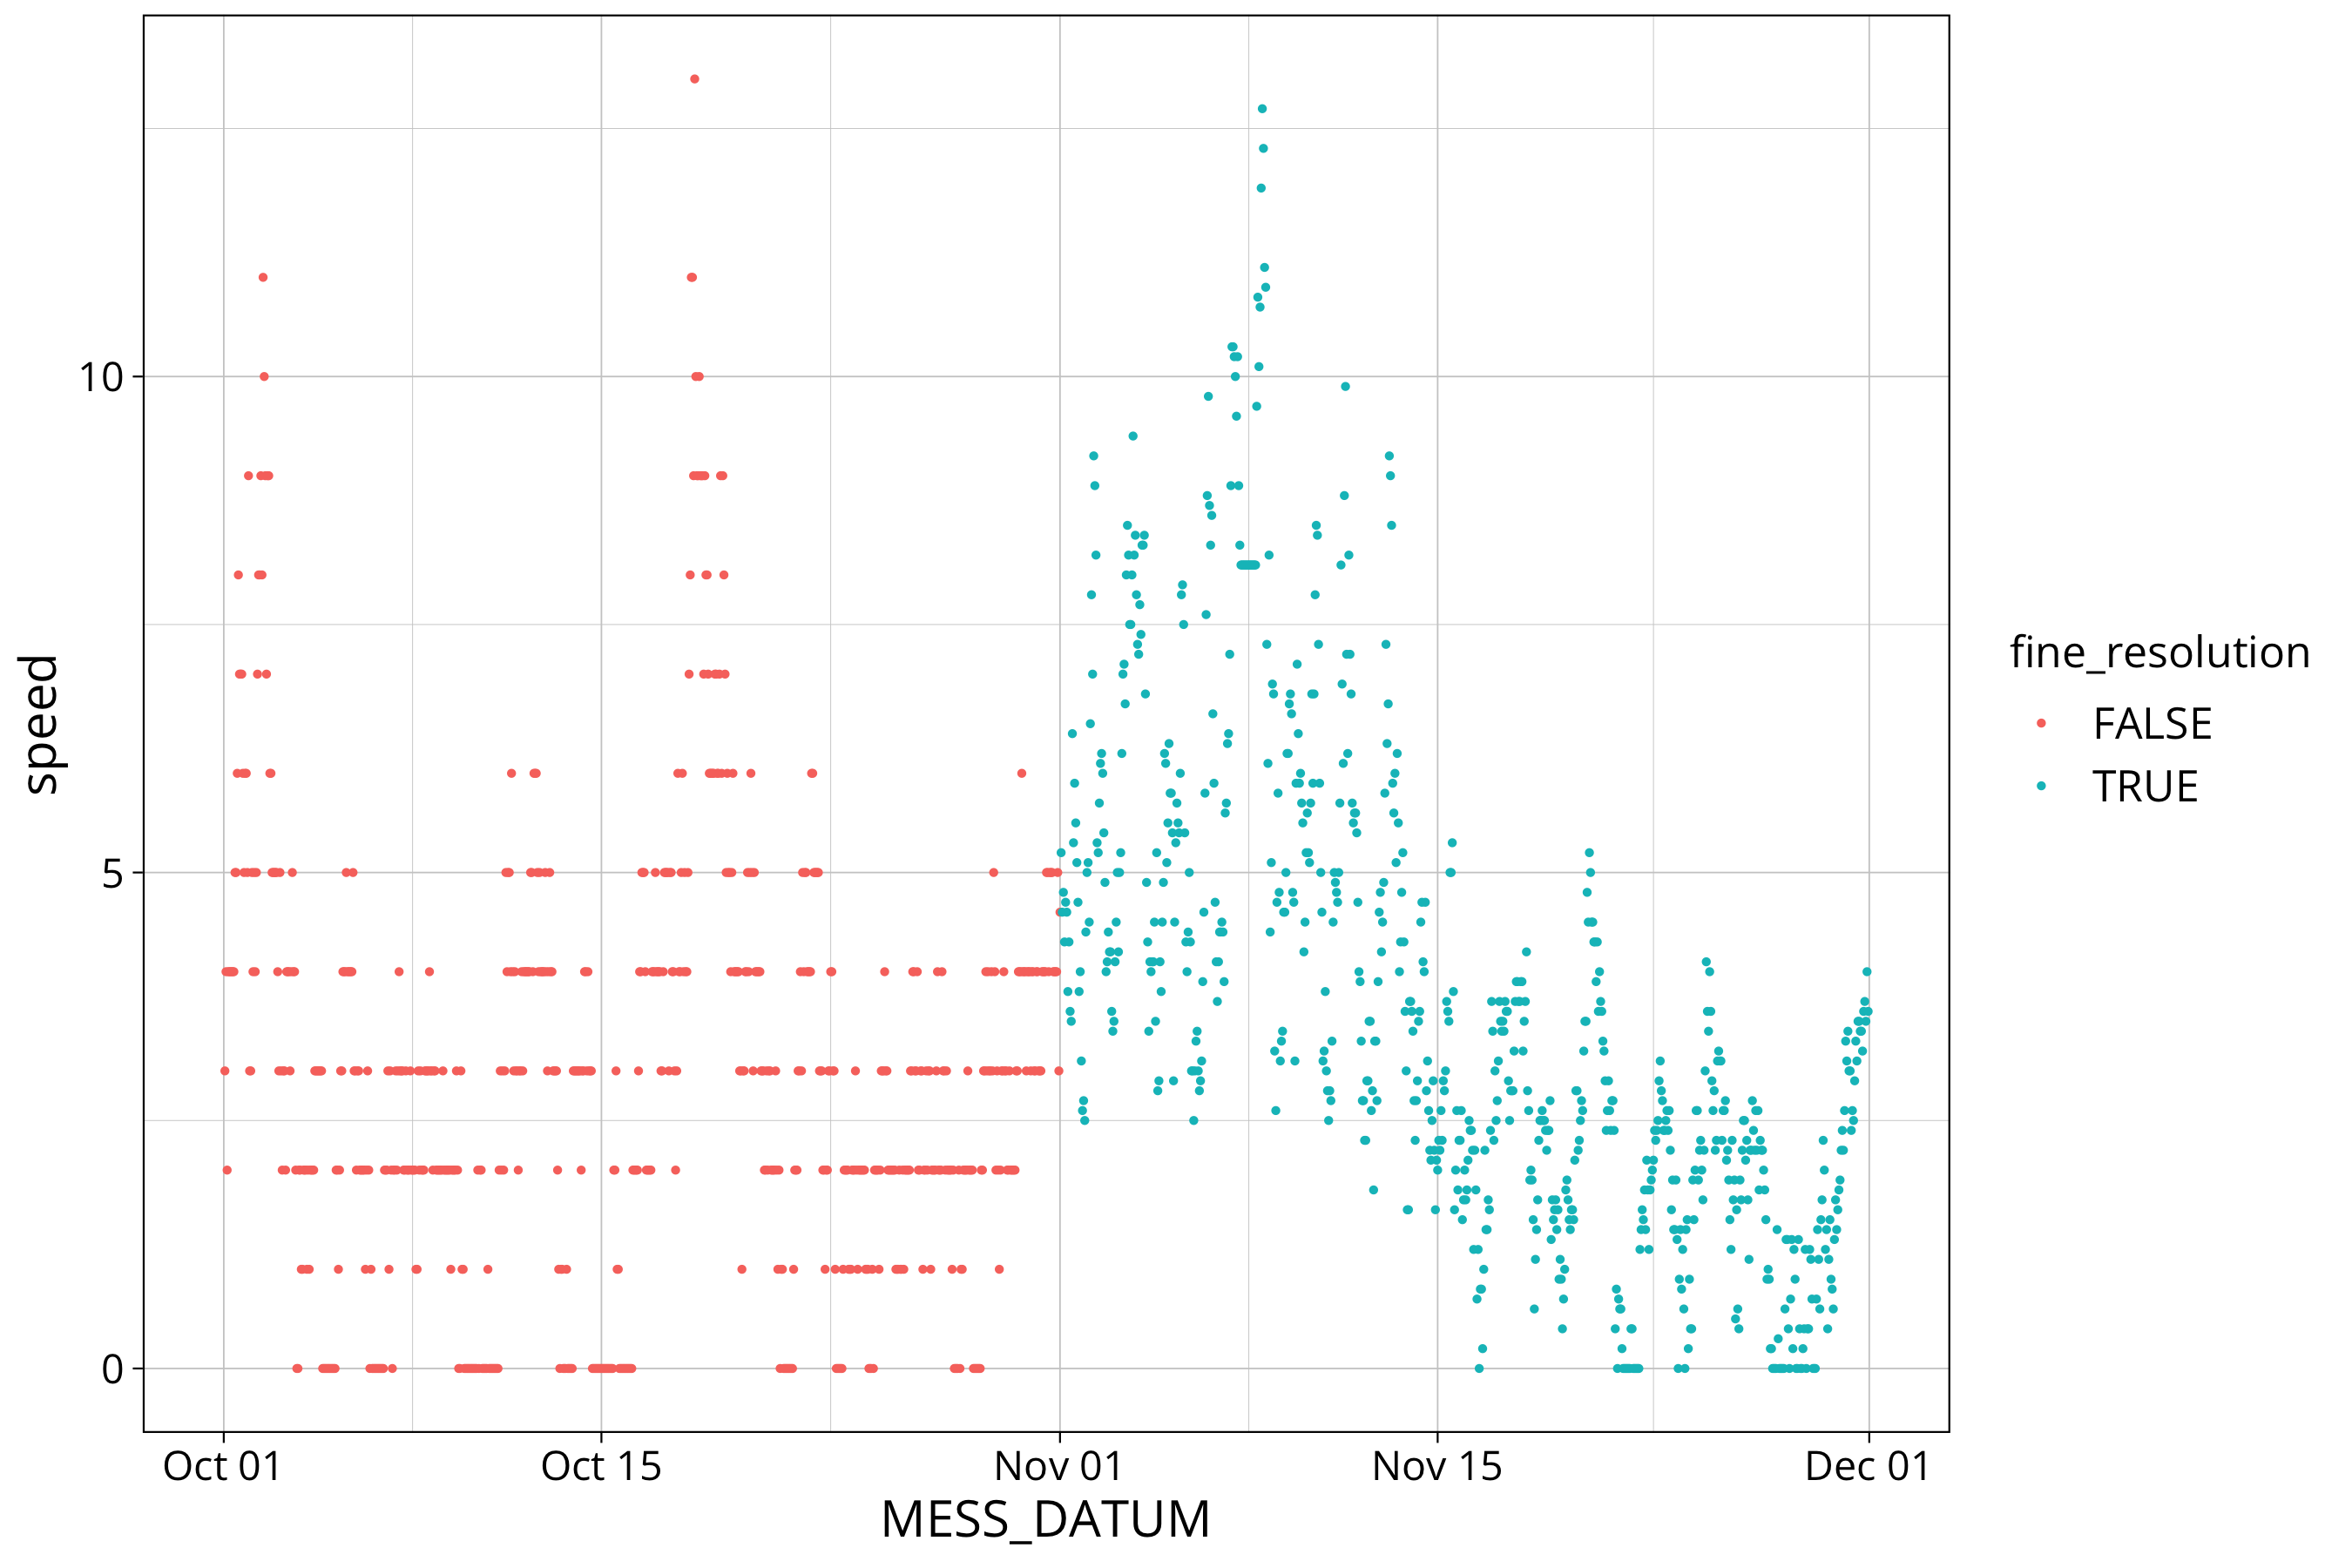 10
5
0
speed
Oct 01
Oct 15
Nov 01
Nov 15
Dec 01
MESS_DATUM
fine_resolution
FALSE
TRUE